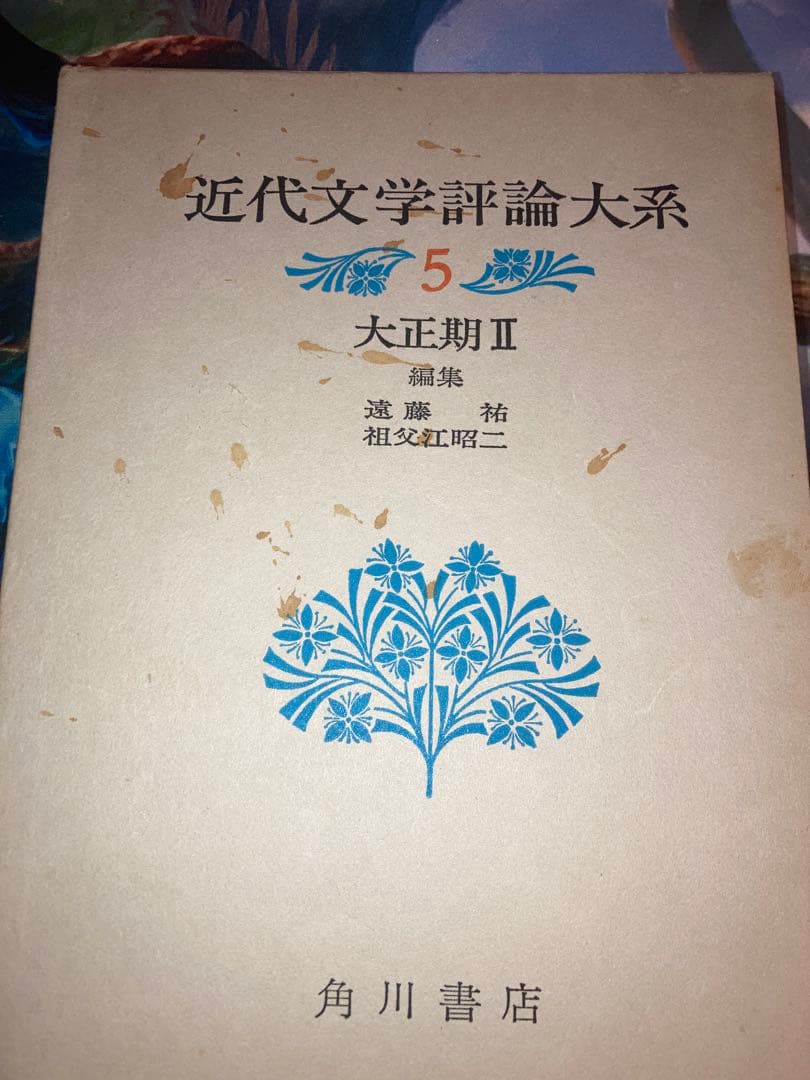 近代文学評論大系
5
大正期Ⅱ
編集
遠藤 祐
祖父江昭二
角川書店